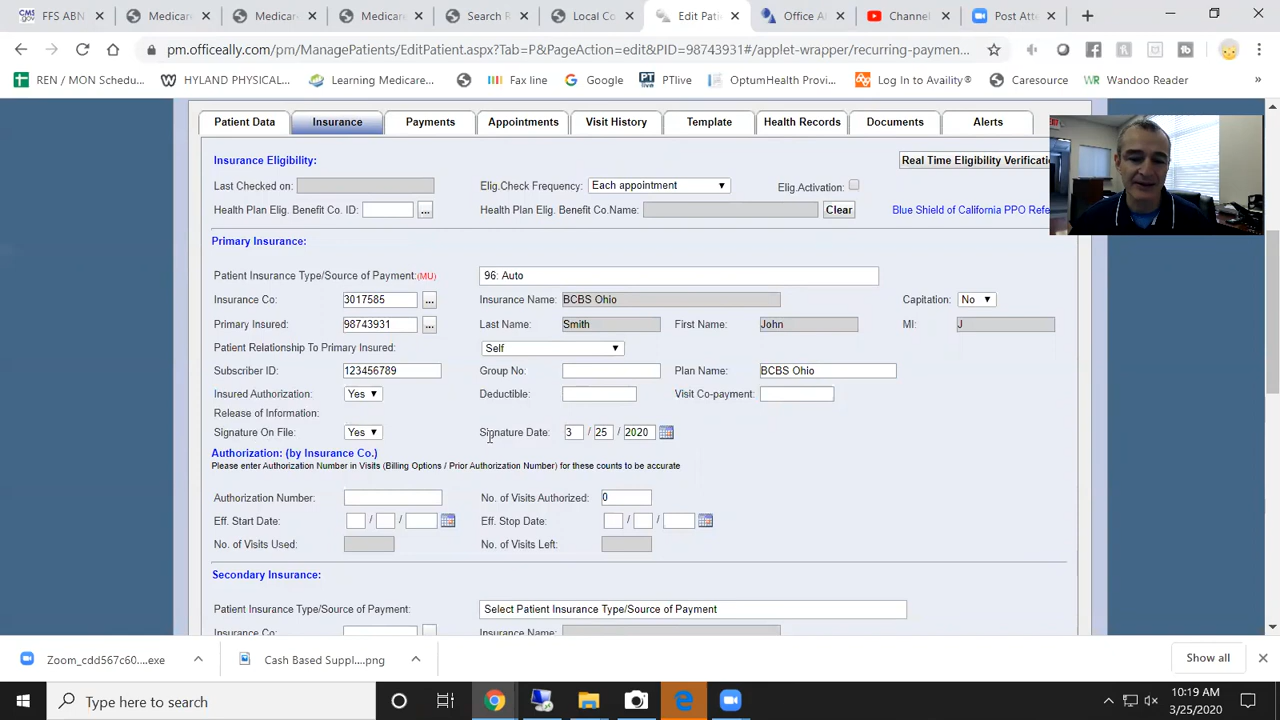 FFS ABN
Medicar
Medicar
Medicar
Search R
Local Co
Edit Patie
Office Al
Channel
Post Atte
pm.officeally.com/pm/ManagePatients/EditPatient.aspx?Tab=P&PageAction=edit&PID=98743931#/applet-wrapper/recurring-paymen...
REN / MON Schedu...
HYLAND PHYSICAL...
Learning Medicare...
Fax line
Google
PTlive
OptumHealth Provi...
Log In to Availity®
Caresource
WR Wandoo Reader
Patient Data
Insurance
Payments
Appointments
Visit History
Template
Health Records
Documents
Alerts
Insurance Eligibility:
Real Time Eligibility Verificati
Last Checked on:
Elig.Check Frequency: Each appointment
Elig.Activation:
Health Plan Elig. Benefit Co. ID: ...
Health Plan Elig. Benefit Co.Name: Clear
Blue Shield of California PPO Refe
Primary Insurance:
Patient Insurance Type/Source of Payment:(MU) 96: Auto
Insurance Co: 3017585 ... Insurance Name: BCBS Ohio Capitation: No
Primary Insured: 98743931 ... Last Name: Smith First Name: John MI: J
Patient Relationship To Primary Insured: Self
Subscriber ID: 123456789 Group No. Plan Name: BCBS Ohio
Insured Authorization: Yes Deductible: Visit Co-payment:
Release of Information:
Signature On File: Yes Signature Date: 3 / 25 / 2020
Authorization: (by Insurance Co.)
Please enter Authorization Number in Visits (Billing Options / Prior Authorization Number) for these counts to be accurate
Authorization Number: No. of Visits Authorized: 0
Eff. Start Date: / / Eff. Stop Date: / /
No. of Visits Used: No. of Visits Left:
Secondary Insurance:
Patient Insurance Type/Source of Payment: Select Patient Insurance Type/Source of Payment
Insurance Co: Insurance Name:
Zoom_cdd567c60....exe
Cash Based Suppl....png
Show all
Type here to search
10:19 AM
3/25/2020